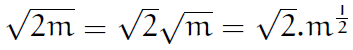 √2m = √2√m = √2.m^½